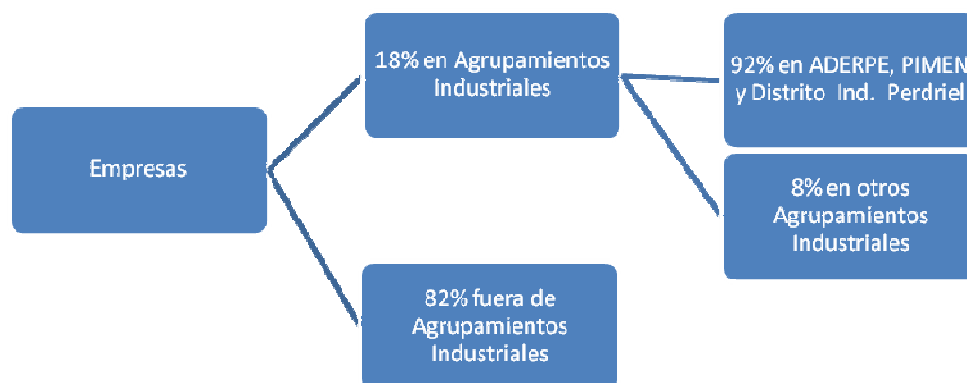 Empresas
18% en Agrupamientos
Industriales
82% fuera de
Agrupamientos
Industriales
92% en ADERPE, PIMEN
y Distrito Ind. Perdriel
8% en otros
Agrupamientos
Industriales